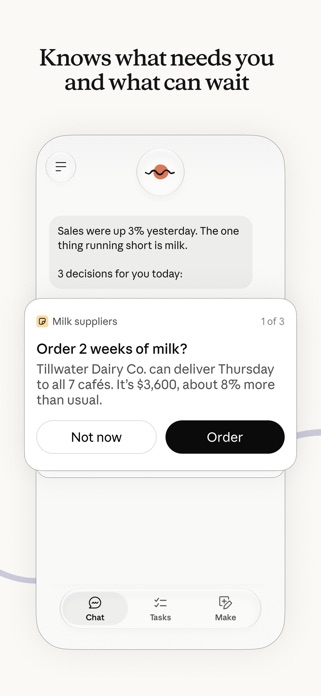 Knows what needs you
and what can wait
Sales were up 3% yesterday. The one
thing running short is milk.
3 decisions for you today:
Milk suppliers
1 of 3
Order 2 weeks of milk?
Tillwater Dairy Co. can deliver Thursday
to all 7 cafés. It’s $3,600, about 8% more
than usual.
Not now
Order
Chat
Tasks
Make